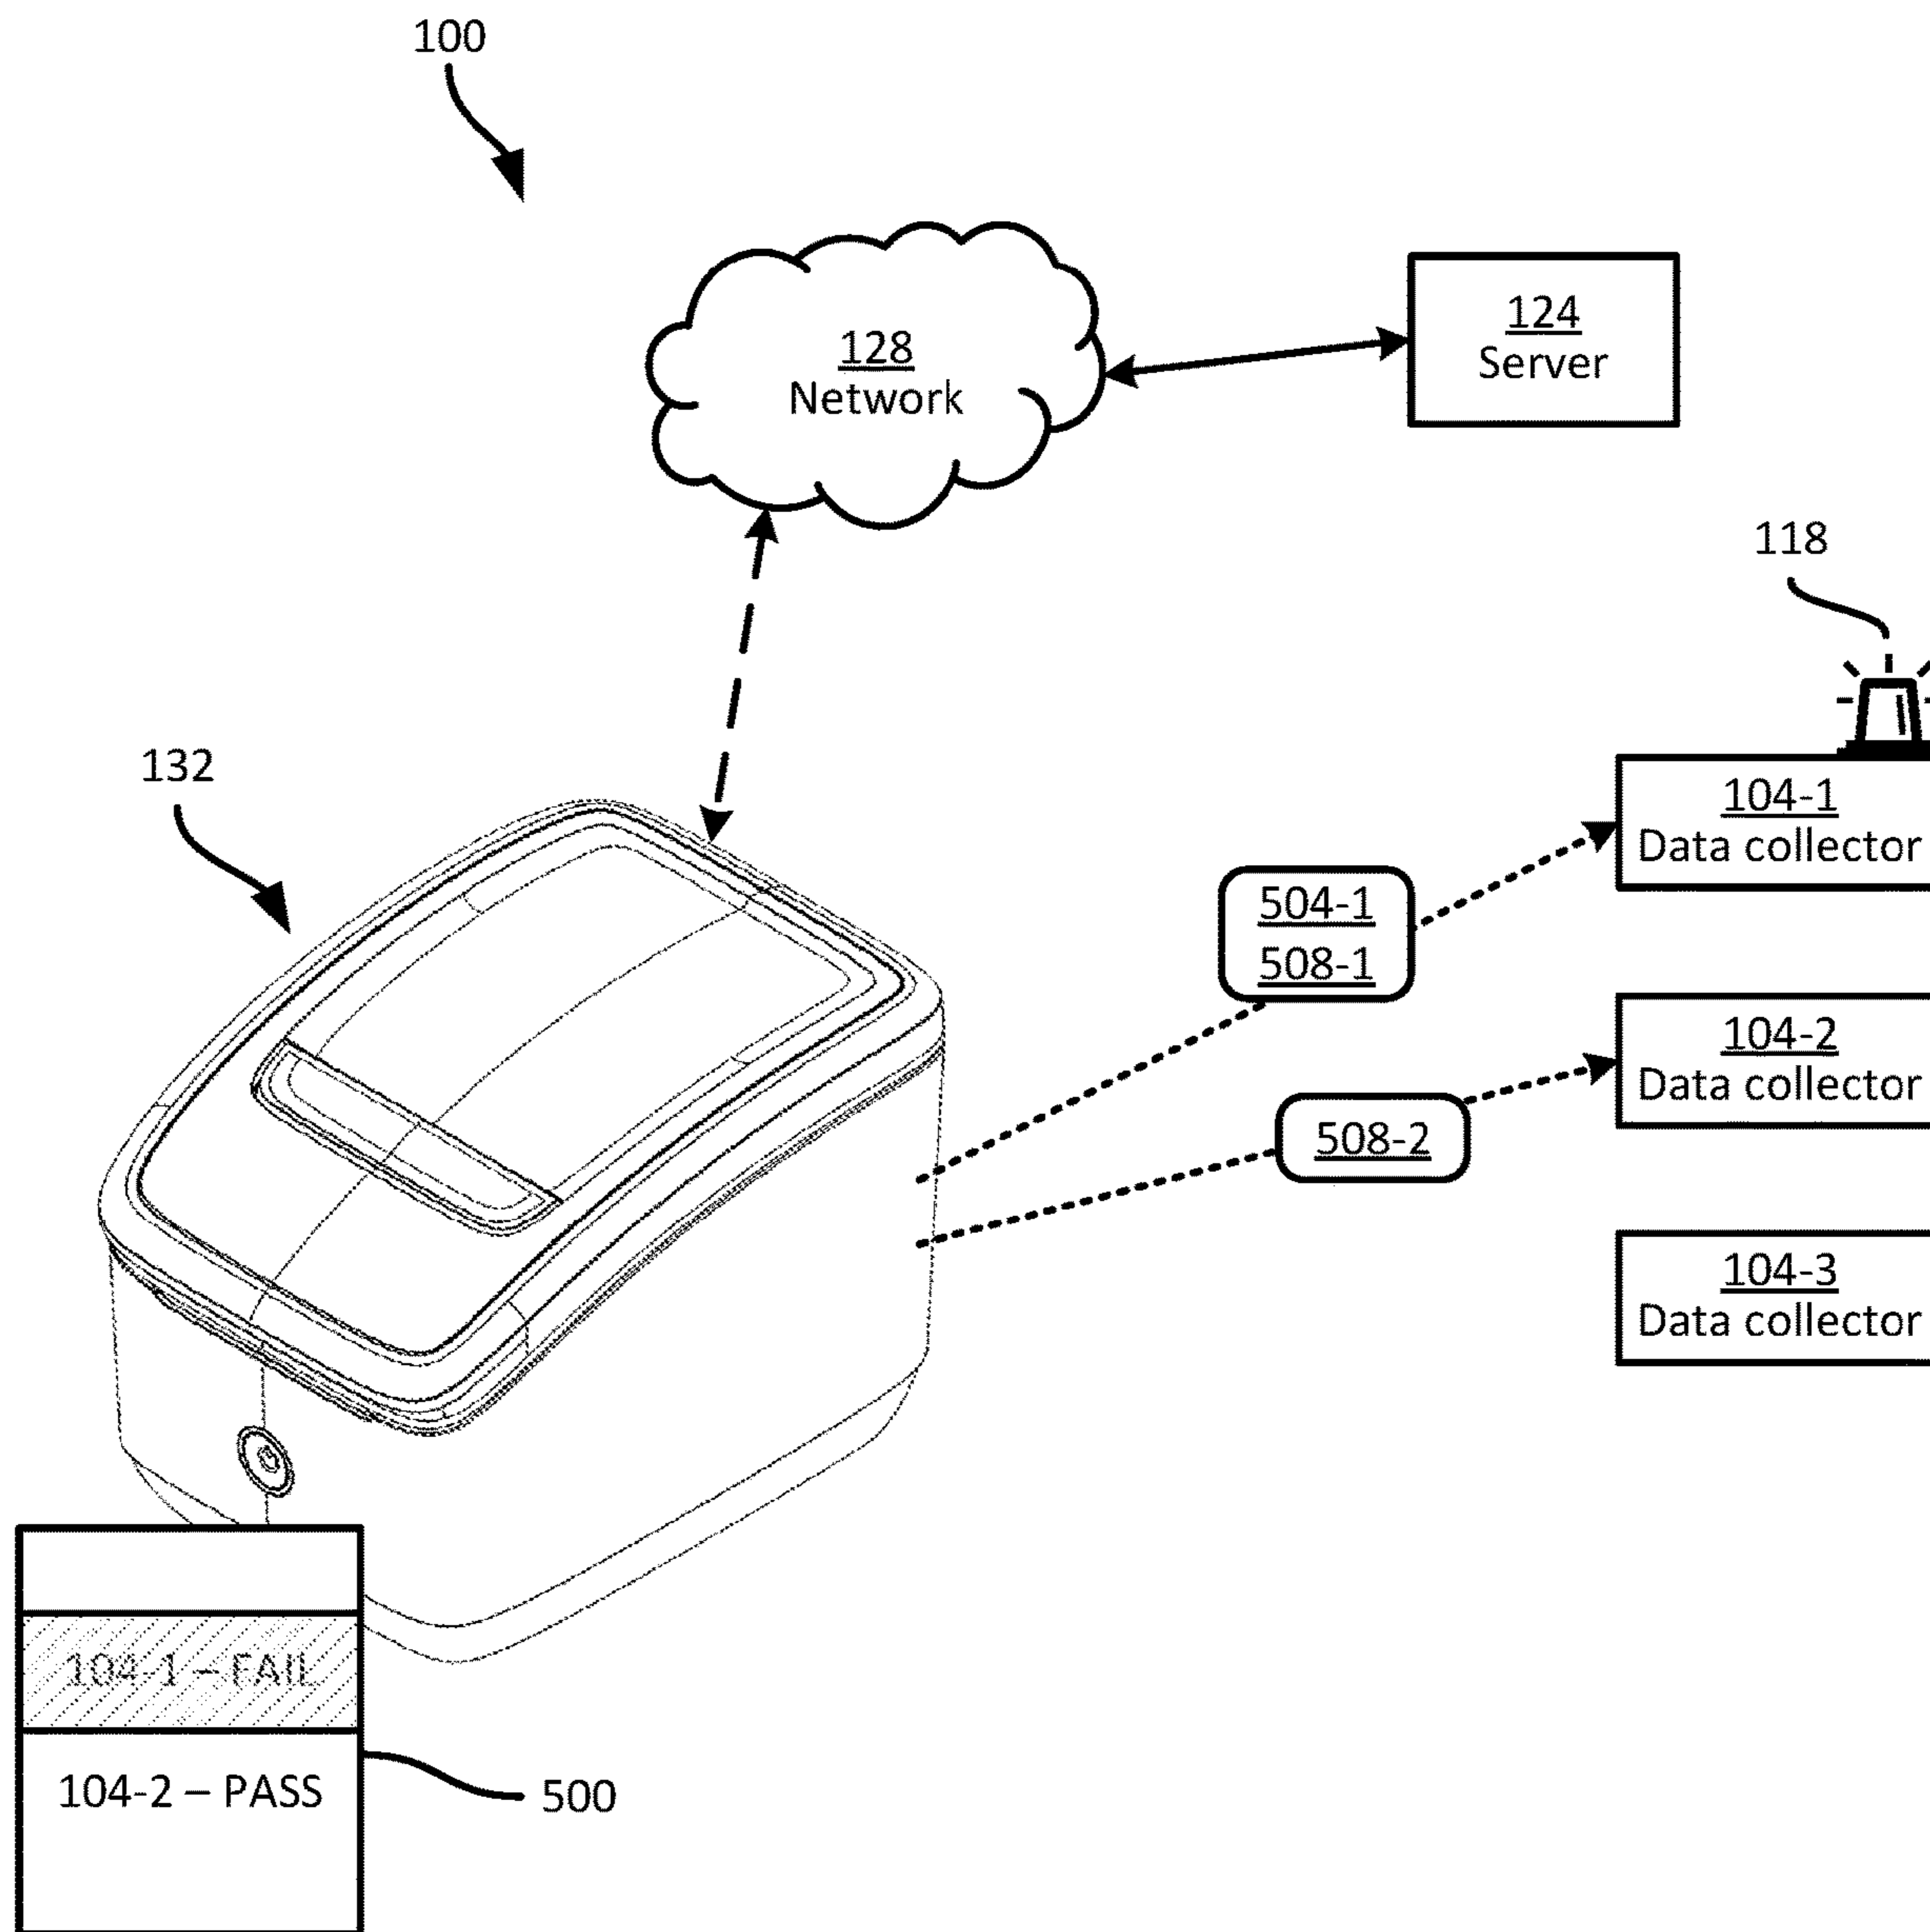 100
128
Network
124
Server
118
132
104-1
Data collector
504-1
508-1
104-2
Data collector
508-2
104-3
Data collector
104-1 – FAIL
104-2 – PASS
500